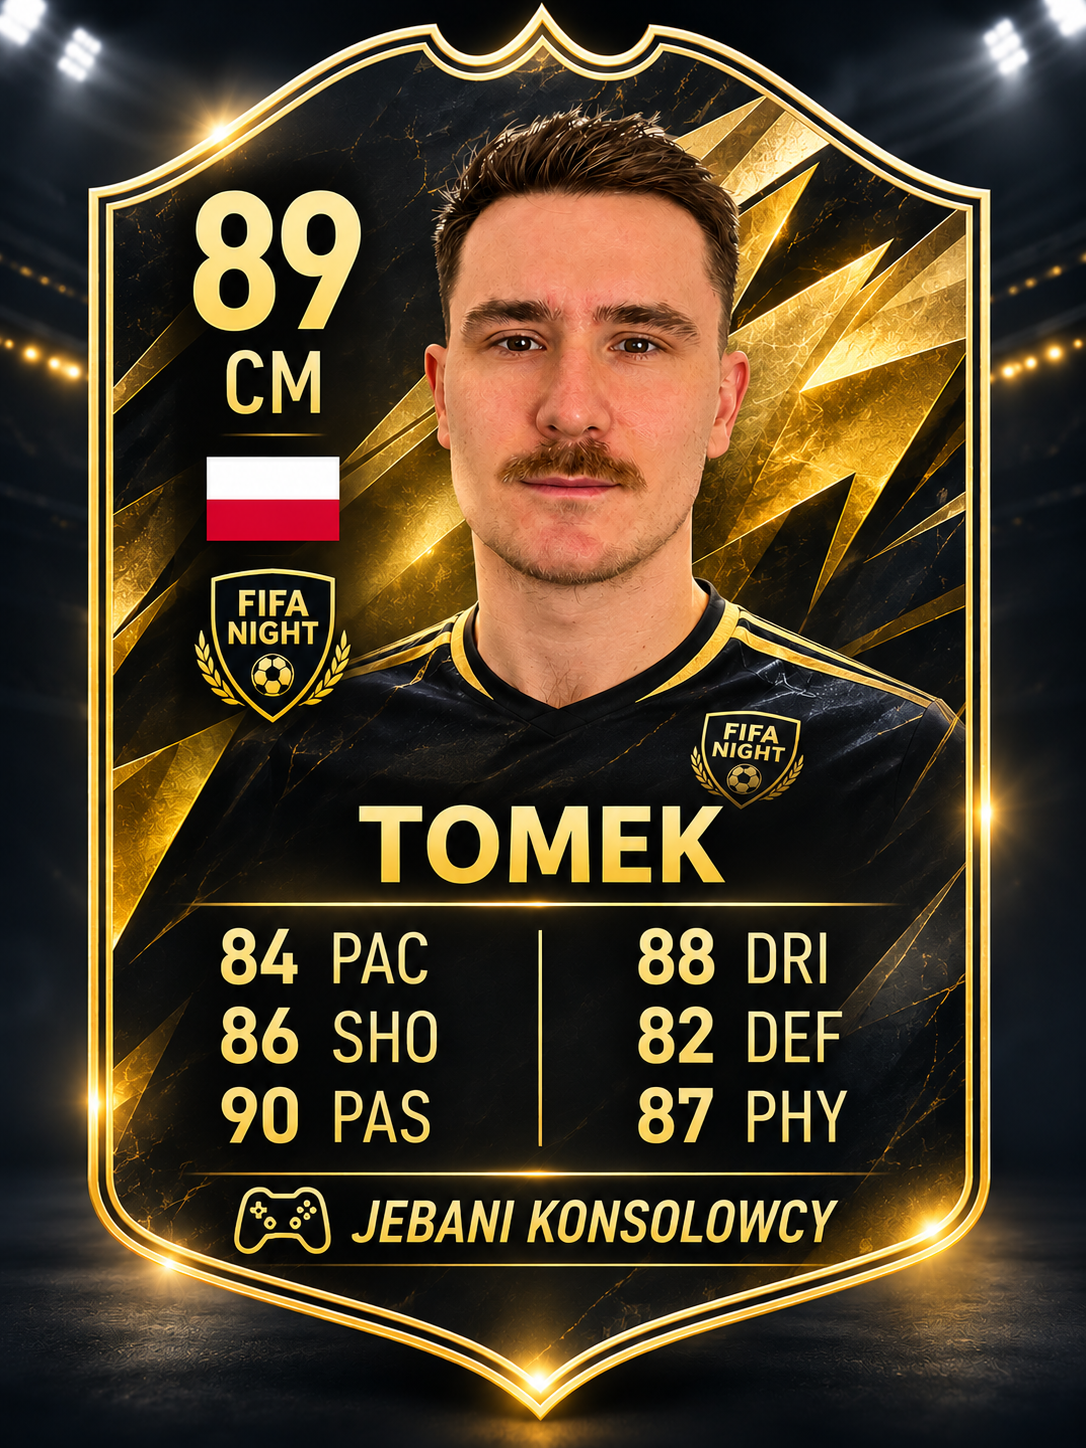 89
CM
FIFA
NIGHT
FIFA
NIGHT
TOMEK
84 PAC
86 SHO
90 PAS
88 DRI
82 DEF
87 PHY
JEBANI KONSOLOWCY